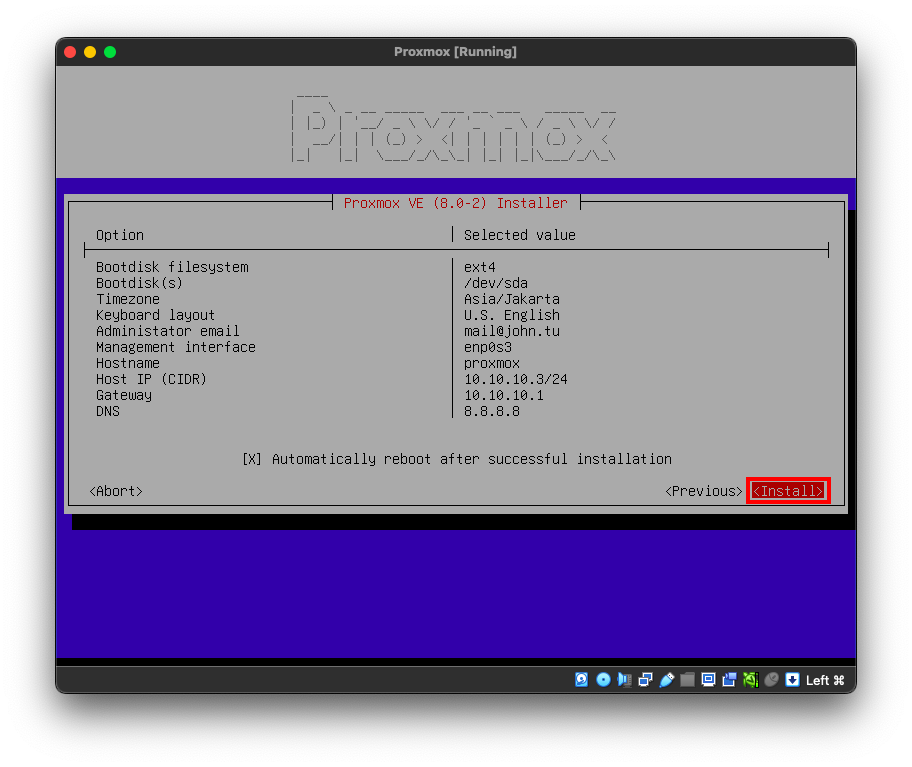 Proxmox [Running]
Proxmox
Proxmox VE (8.0-2) Installer
Option | Selected value
Bootdisk filesystem | ext4
Bootdisk(s) | /dev/sda
Timezone | Asia/Jakarta
Keyboard layout | U.S. English
Administator email | mail@john.tu
Management interface | enp0s3
Hostname | proxmox
Host IP (CIDR) | 10.10.10.3/24
Gateway | 10.10.10.1
DNS | 8.8.8.8
[X] Automatically reboot after successful installation
<Abort> <Previous> <Install>
Left ⌘